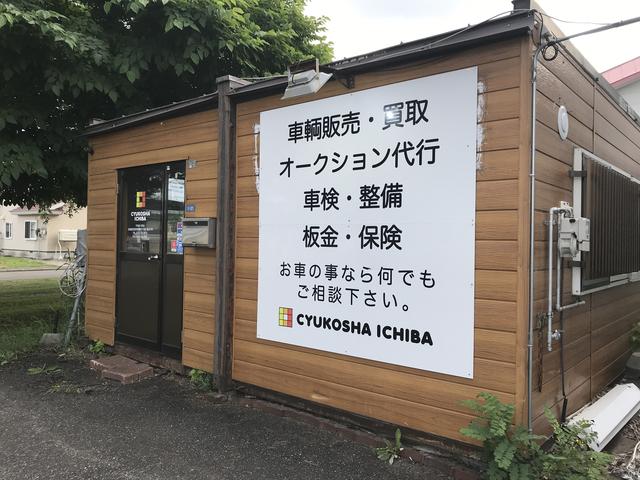 車輌販売・買取
オークション代行
車検・整備
板金・保険
お車の事なら何でも
ご相談下さい。
CYUKOSHA ICHIBA
CYUKOSHA
ICHIBA